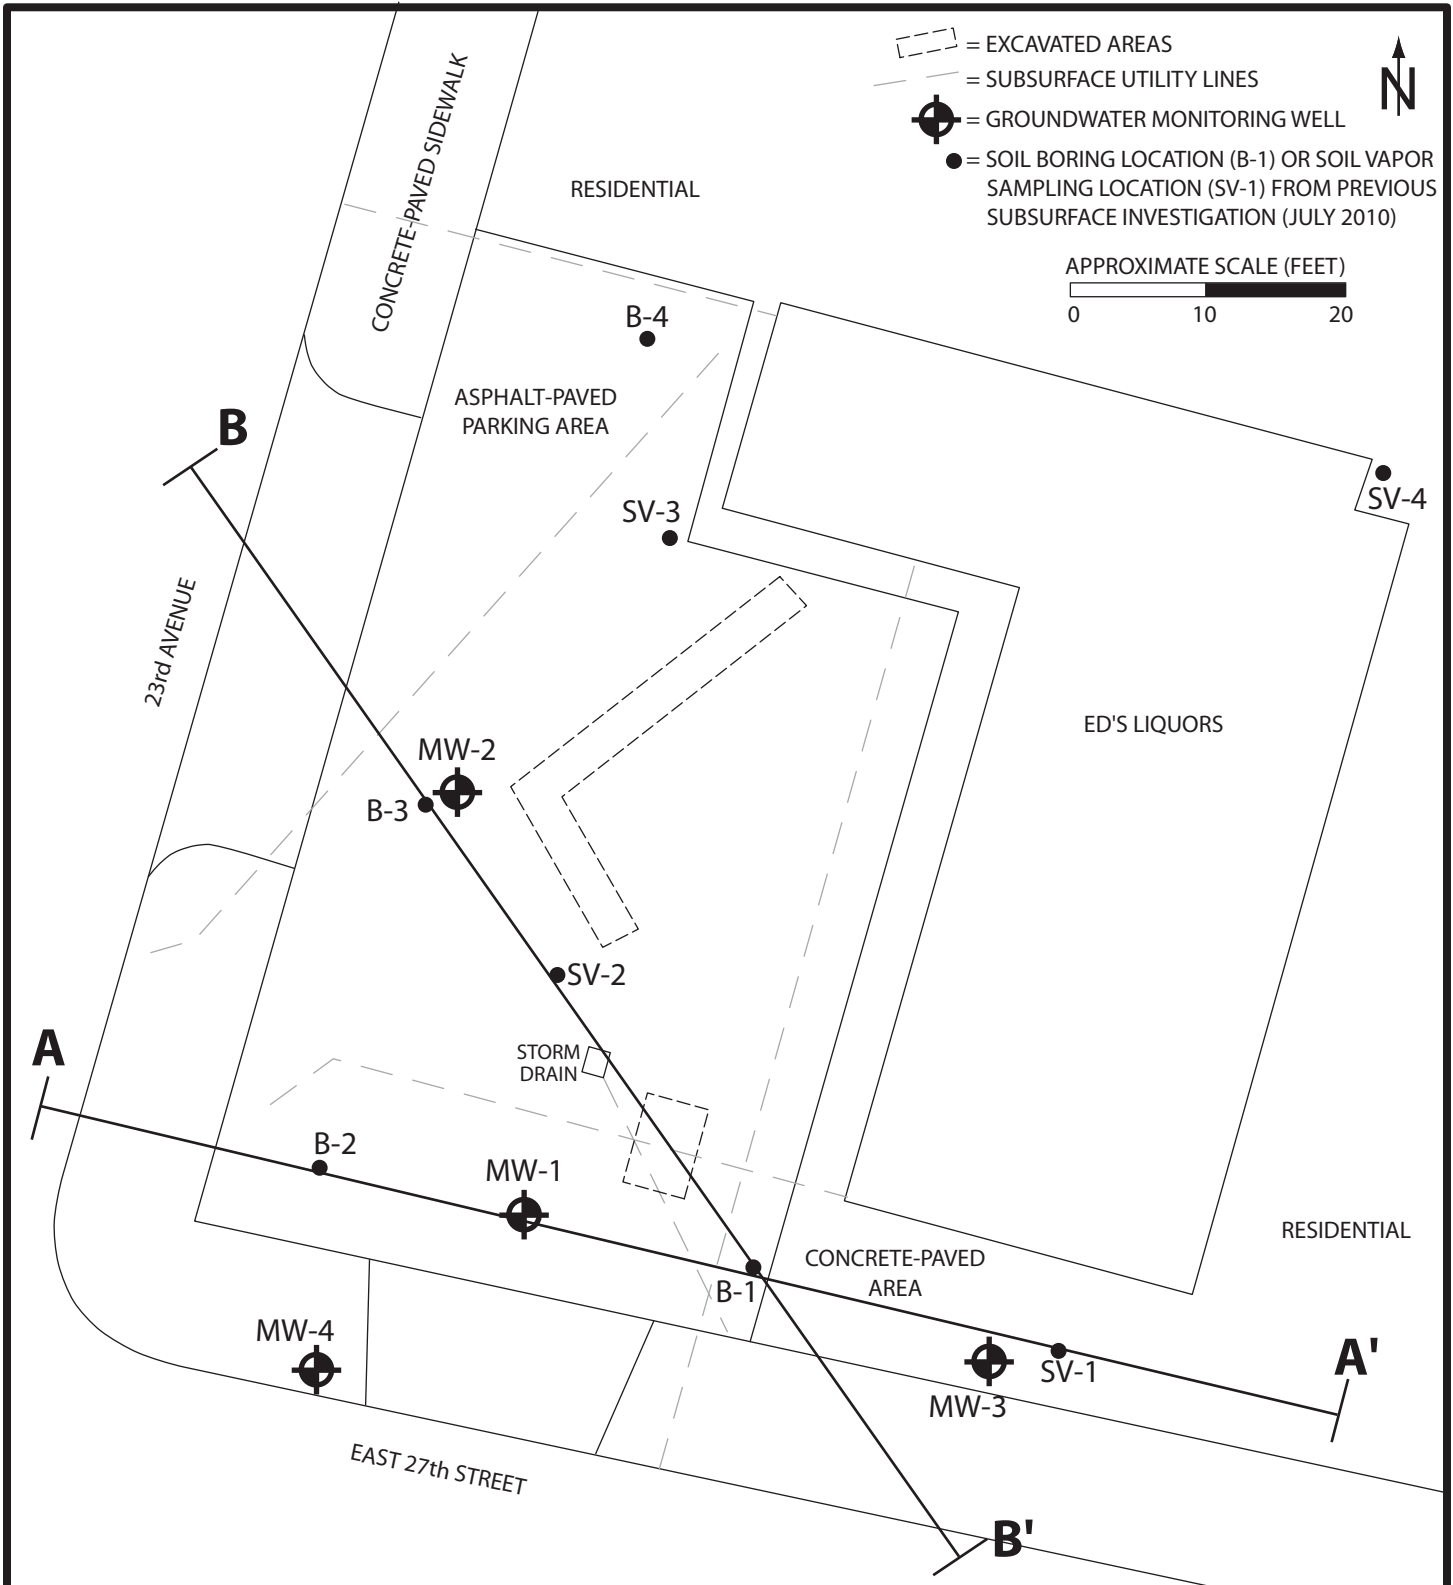 = EXCAVATED AREAS
= SUBSURFACE UTILITY LINES
N
= GROUNDWATER MONITORING WELL
= SOIL BORING LOCATION (B-1) OR SOIL VAPOR
SAMPLING LOCATION (SV-1) FROM PREVIOUS
SUBSURFACE INVESTIGATION (JULY 2010)
CONCRETE-PAVED SIDEWALK
RESIDENTIAL
APPROXIMATE SCALE (FEET)
0 10 20
B-4
ASPHALT-PAVED
PARKING AREA
B
SV-4
SV-3
23rd AVENUE
ED'S LIQUORS
MW-2
B-3
SV-2
A
STORM
DRAIN
B-2
MW-1
RESIDENTIAL
CONCRETE-PAVED
AREA
B-1
MW-4
A'
SV-1
MW-3
EAST 27th STREET
B'